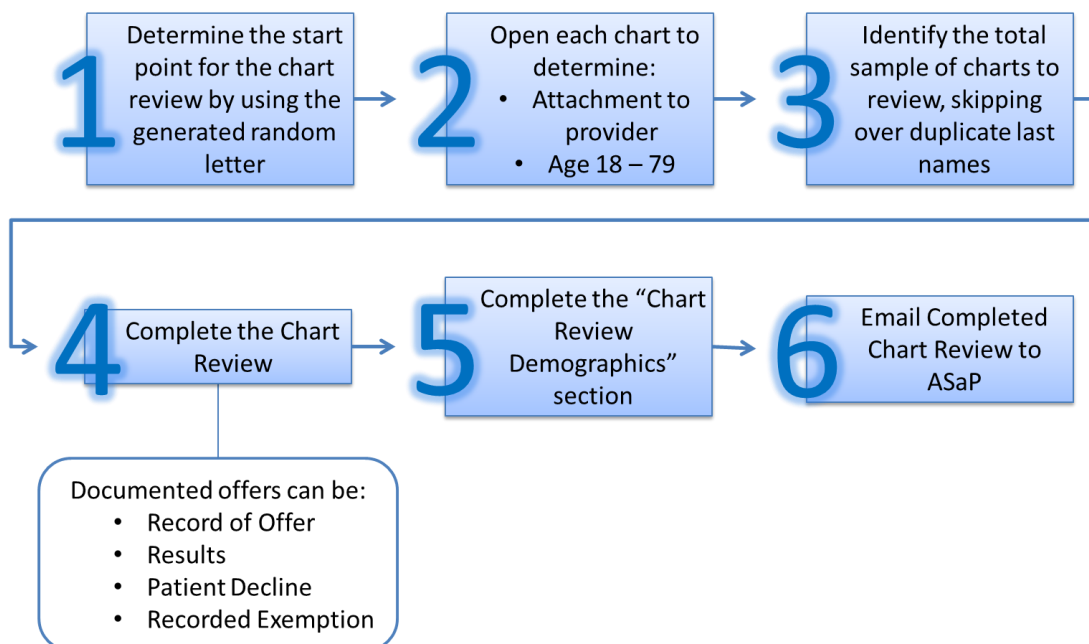 1
Determine the start
point for the chart
review by using the
generated random
letter
2
Open each chart to
determine:
• Attachment to
provider
• Age 18 – 79
3
Identify the total
sample of charts to
review, skipping
over duplicate last
names
4
Complete the Chart
Review
5
Complete the “Chart
Review
Demographics”
section
6
Email Completed
Chart Review to
ASaP
Documented offers can be:
• Record of Offer
• Results
• Patient Decline
• Recorded Exemption